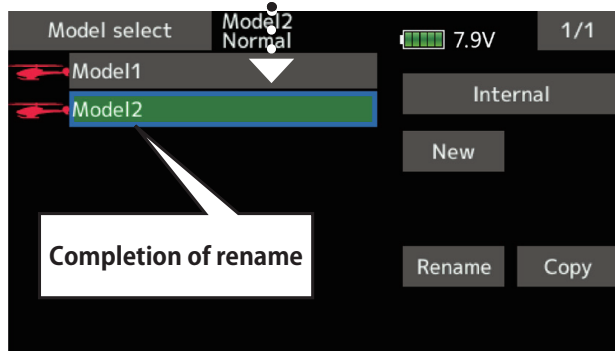 Model select
Model2
Normal
7.9V
1/1
Model1
Internal
Model2
New
Completion of rename
Rename
Copy